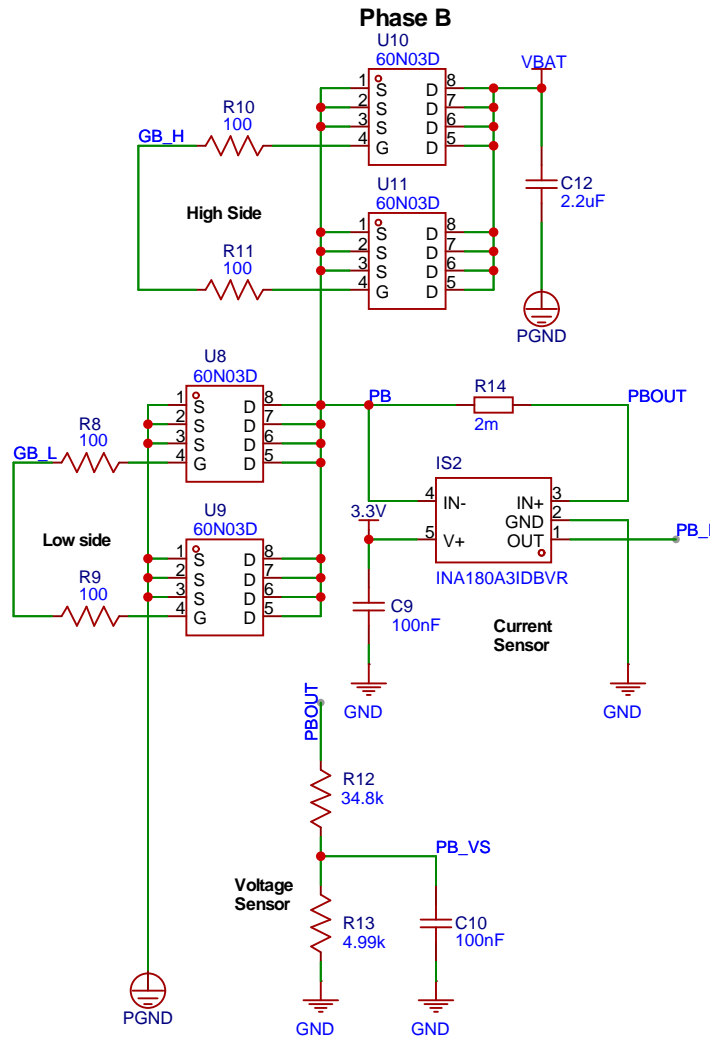 Phase B
U10
60N03D
1 S D 8
2 S D 7
3 S D 6
4 G D 5
VBAT
R10
100
GB_H
C12
2.2uF
High Side
U11
60N03D
1 S D 8
2 S D 7
3 S D 6
4 G D 5
R11
100
PGND
U8
60N03D
1 S D 8
2 S D 7
3 S D 6
4 G D 5
PB
R14
2m
PBOUT
R8
100
GB_L
IS2
4 IN- IN+ 3
GND 2
5 V+ OUT 1
INA180A3IDBVR
3.3V
PB_
U9
60N03D
1 S D 8
2 S D 7
3 S D 6
4 G D 5
Low side
R9
100
C9
100nF
Current
Sensor
GND
GND
PBOUT
R12
34.8k
PB_VS
Voltage
Sensor
R13
4.99k
C10
100nF
PGND
GND
GND